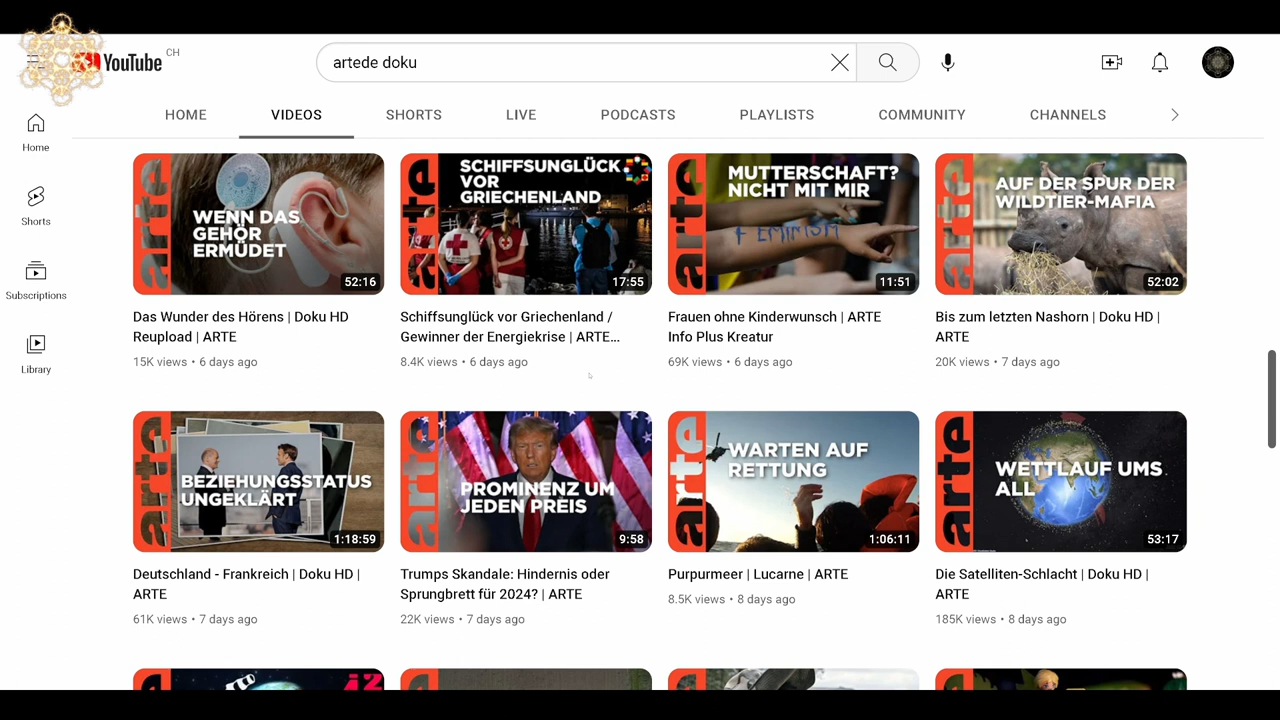 YouTube CH
artede doku
HOME VIDEOS SHORTS LIVE PODCASTS PLAYLISTS COMMUNITY CHANNELS
Home
Shorts
Subscriptions
Library
arte
WENN DAS
GEHÖR
ERMÜDET
52:16
Das Wunder des Hörens | Doku HD
Reupload | ARTE
15K views • 6 days ago
arte
SCHIFFSUNGLÜCK
VOR
GRIECHENLAND
17:55
Schiffsunglück vor Griechenland /
Gewinner der Energiekrise | ARTE...
8.4K views • 6 days ago
arte
MUTTERSCHAFT?
NICHT MIT MIR
FEMINISM
11:51
Frauen ohne Kinderwunsch | ARTE
Info Plus Kreatur
69K views • 6 days ago
arte
AUF DER SPUR DER
WILDTIER-MAFIA
52:02
Bis zum letzten Nashorn | Doku HD |
ARTE
20K views • 7 days ago
arte
BEZIEHUNGSSTATUS
UNGEKLÄRT
1:18:59
Deutschland - Frankreich | Doku HD |
ARTE
61K views • 7 days ago
arte
PROMINENZ UM
JEDEN PREIS
9:58
Trumps Skandale: Hindernis oder
Sprungbrett für 2024? | ARTE
22K views • 7 days ago
arte
WARTEN AUF
RETTUNG
1:06:11
Purpurmeer | Lucarne | ARTE
8.5K views • 8 days ago
arte
WETTLAUF UMS
ALL
53:17
Die Satelliten-Schlacht | Doku HD |
ARTE
185K views • 8 days ago